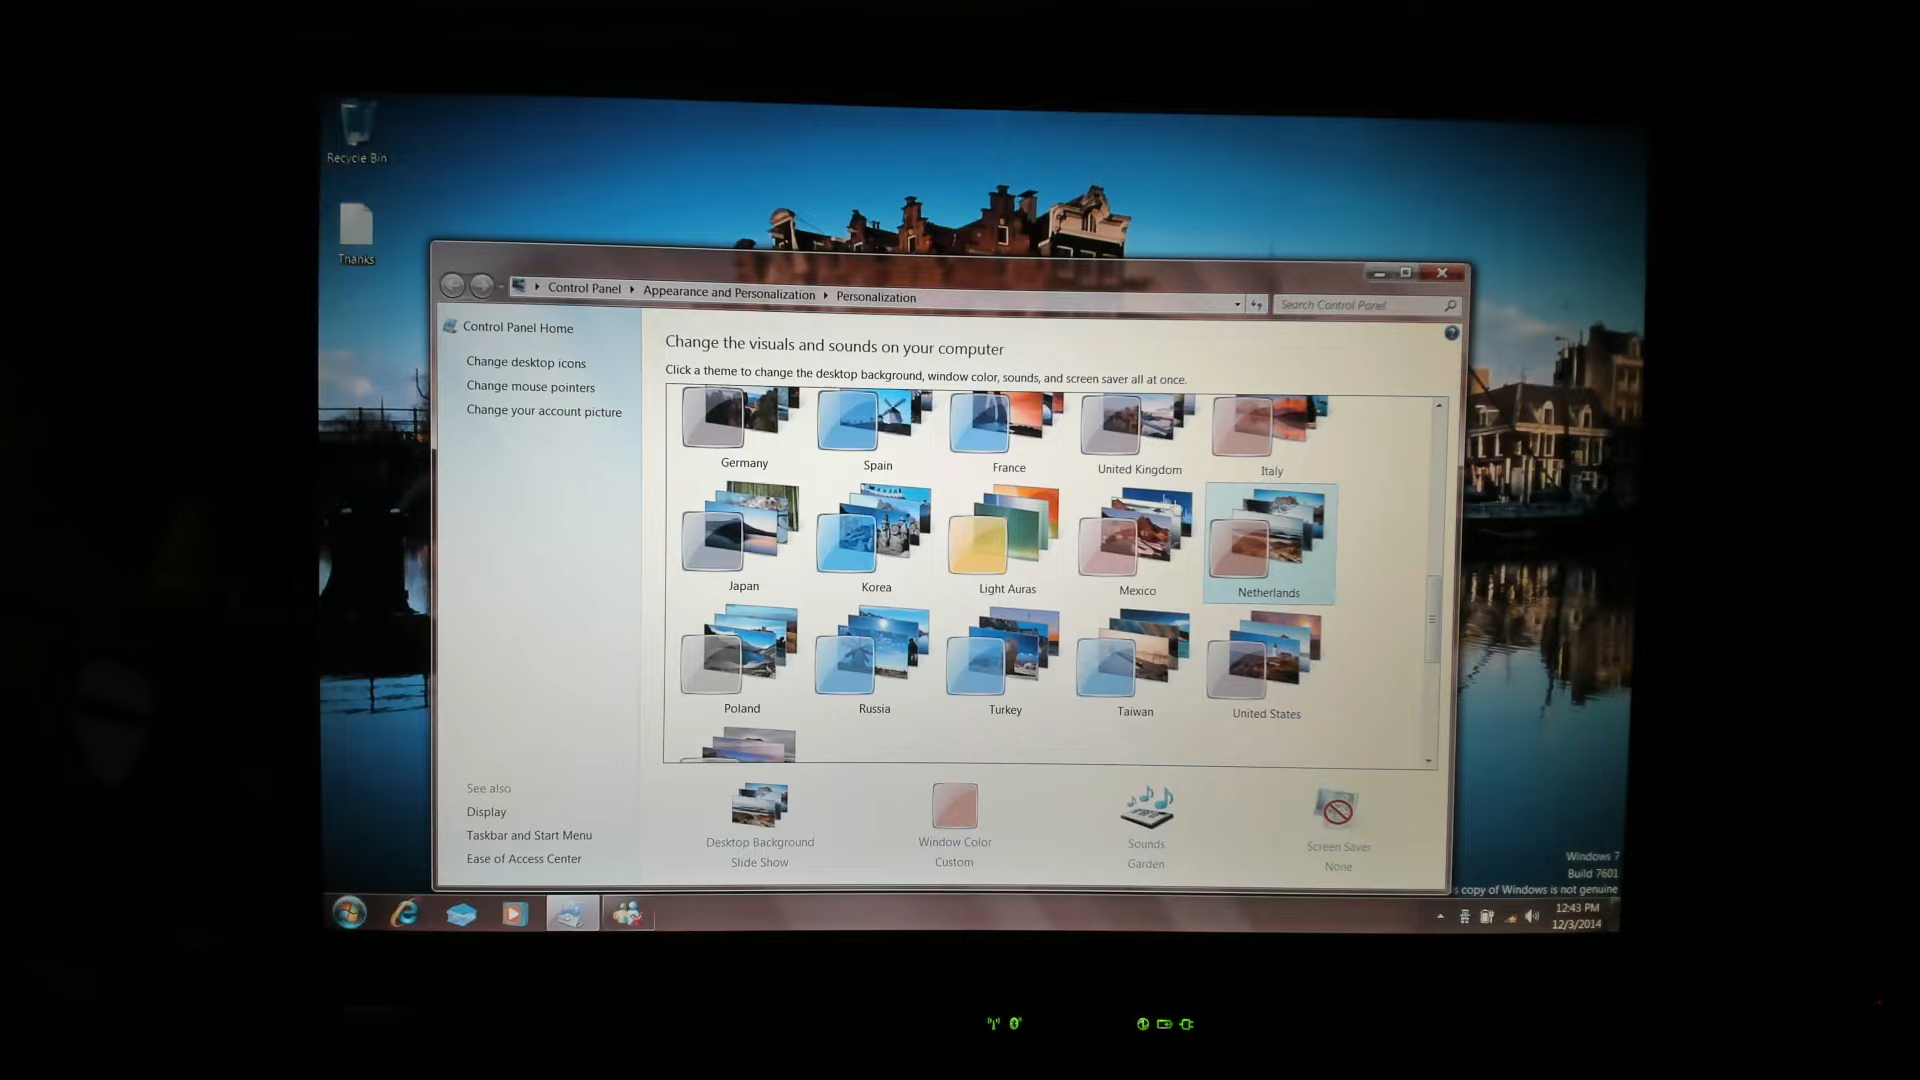 Recycle Bin
Thanks
Control Panel
Appearance and Personalization
Personalization
Search Control Panel
Control Panel Home
Change desktop icons
Change mouse pointers
Change your account picture
Change the visuals and sounds on your computer
Click a theme to change the desktop background, window color, sounds, and screen saver all at once.
Germany
Spain
France
United Kingdom
Italy
Japan
Korea
Light Auras
Mexico
Netherlands
Poland
Russia
Turkey
Taiwan
United States
See also
Display
Taskbar and Start Menu
Ease of Access Center
Desktop Background
Slide Show
Window Color
Custom
Sounds
Garden
Screen Saver
None
Windows 7
Build 7601
s copy of Windows is not genuine
12:43 PM
12/3/2014